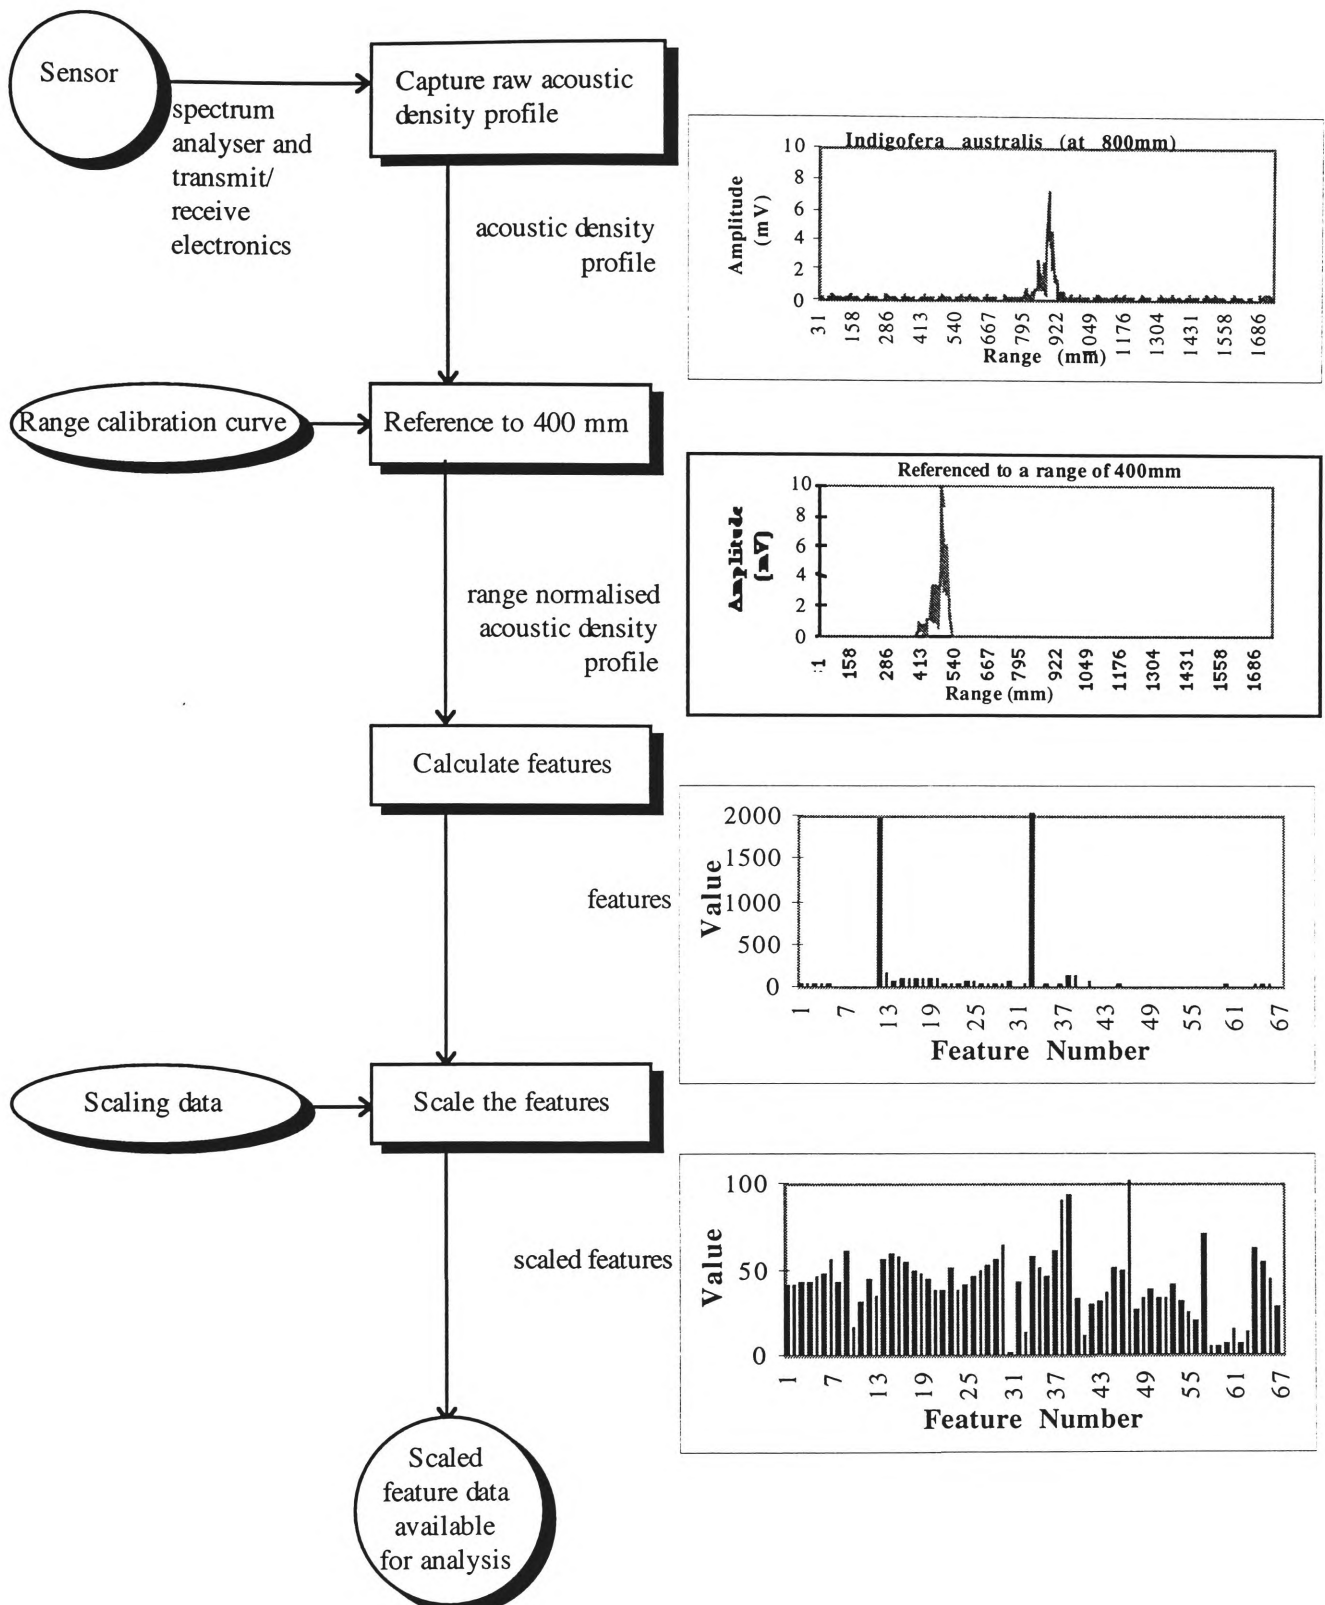 Sensor
spectrum
analyser and
transmit/
receive
electronics
Capture raw acoustic
density profile
acoustic density
profile
Indigofera australis (at 800mm)
Amplitude
(mV)
10
8
6
4
2
0
31 158 286 413 540 667 795 922 1049 1176 1304 1431 1558 1686
Range (mm)
Range calibration curve
Reference to 400 mm
range normalised
acoustic density
profile
Referenced to a range of 400mm
Amplitude
(mV)
10
8
6
4
2
0
158 286 413 540 667 795 922 1049 1176 1304 1431 1558 1686
Range (mm)
Calculate features
features
Value
2000
1500
1000
500
0
1 7 13 19 25 31 37 43 49 55 61 67
Feature Number
Scaling data
Scale the features
scaled features
Value
100
50
0
1 7 13 19 25 31 37 43 49 55 61 67
Feature Number
Scaled
feature data
available
for analysis